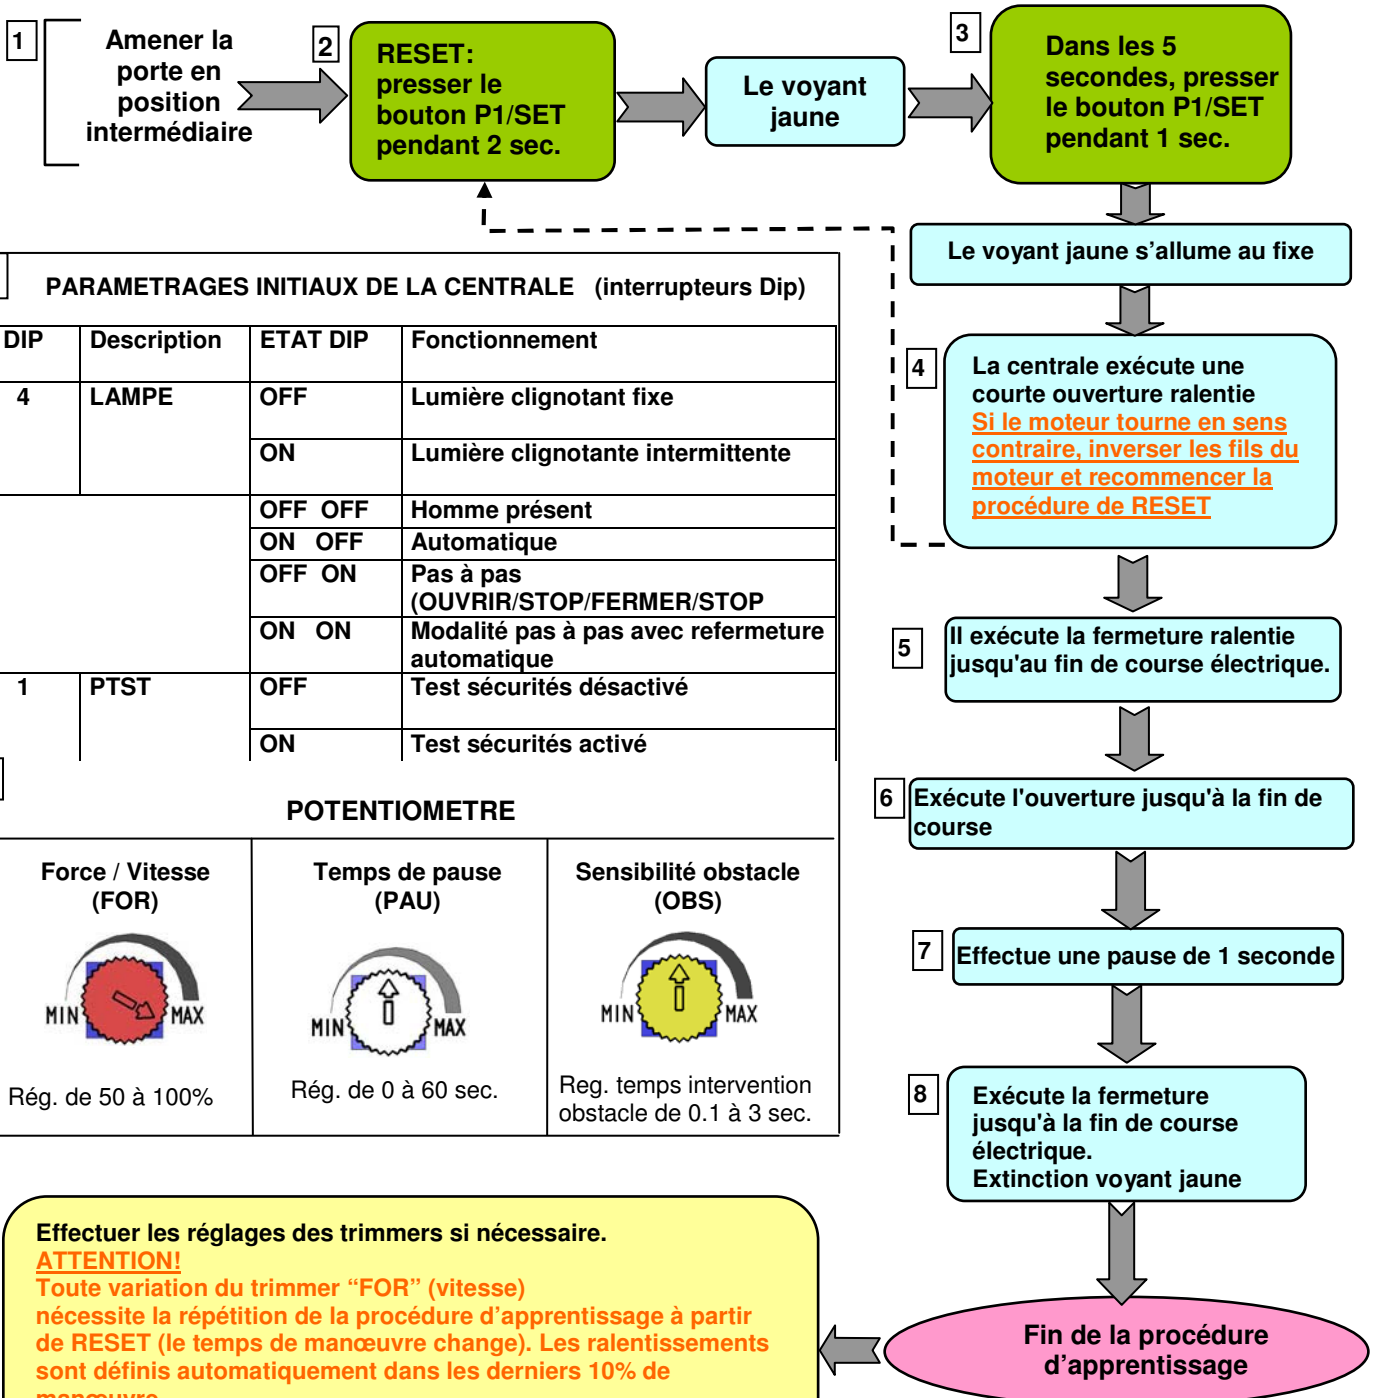 1
Amener la
porte en
position
intermédiaire
2
RESET:
presser le
bouton P1/SET
pendant 2 sec.
Le voyant
jaune
3
Dans les 5
secondes, presser
le bouton P1/SET
pendant 1 sec.
Le voyant jaune s’allume au fixe
4
La centrale exécute une
courte ouverture ralentie
Si le moteur tourne en sens
contraire, inverser les fils du
moteur et recommencer la
procédure de RESET
5
Il exécute la fermeture ralentie
jusqu'au fin de course électrique.
6
Exécute l'ouverture jusqu'à la fin de
course
7
Effectue une pause de 1 seconde
8
Exécute la fermeture
jusqu'à la fin de course
électrique.
Extinction voyant jaune
Fin de la procédure
d’apprentissage
PARAMETRAGES INITIAUX DE LA CENTRALE (interrupteurs Dip)
DIP Description ETAT DIP Fonctionnement
4 LAMPE OFF Lumière clignotant fixe
ON Lumière clignotante intermittente
OFF OFF Homme présent
ON OFF Automatique
OFF ON Pas à pas
(OUVRIR/STOP/FERMER/STOP
ON ON Modalité pas à pas avec refermeture
automatique
1 PTST OFF Test sécurités désactivé
ON Test sécurités activé
POTENTIOMETRE
Force / Vitesse
(FOR)
MIN MAX
Rég. de 50 à 100%
Temps de pause
(PAU)
MIN MAX
Rég. de 0 à 60 sec.
Sensibilité obstacle
(OBS)
MIN MAX
Reg. temps intervention
obstacle de 0.1 à 3 sec.
Effectuer les réglages des trimmers si nécessaire.
ATTENTION!
Toute variation du trimmer “FOR” (vitesse)
nécessite la répétition de la procédure d’apprentissage à partir
de RESET (le temps de manœuvre change). Les ralentissements
sont définis automatiquement dans les derniers 10% de
manœuvre